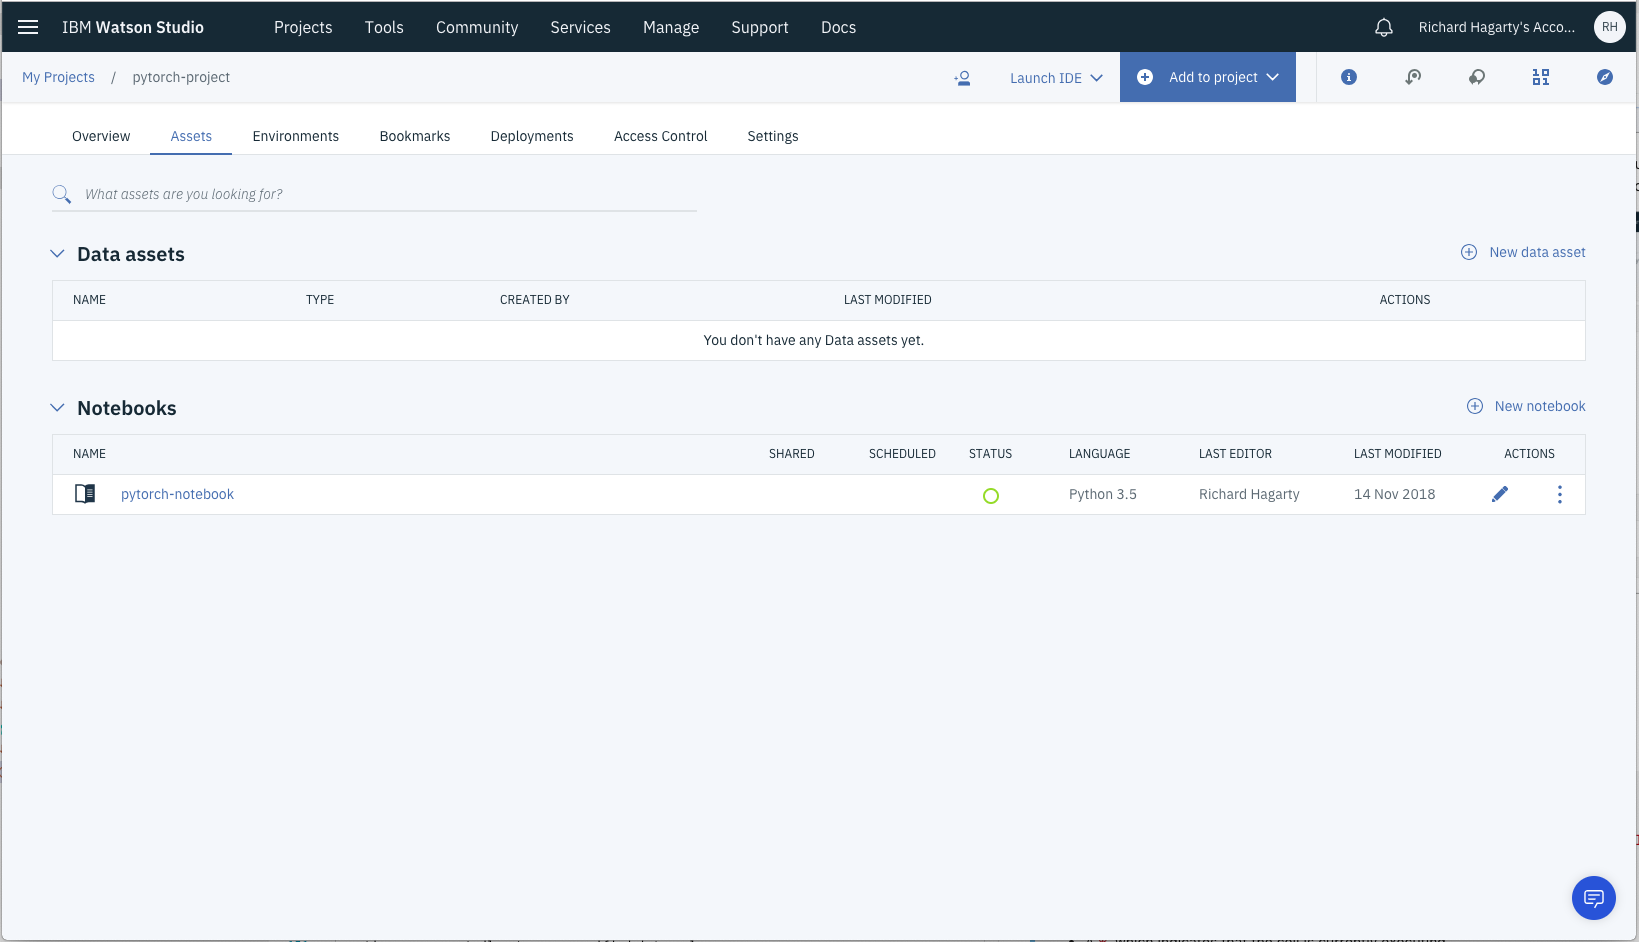 IBM Watson Studio Projects Tools Community Services Manage Support Docs Richard Hagarty's Acco... RH
My Projects / pytorch-project Launch IDE Add to project
Overview Assets Environments Bookmarks Deployments Access Control Settings
What assets are you looking for?
Data assets New data asset
NAME TYPE CREATED BY LAST MODIFIED ACTIONS
You don't have any Data assets yet.
Notebooks New notebook
NAME SHARED SCHEDULED STATUS LANGUAGE LAST EDITOR LAST MODIFIED ACTIONS
pytorch-notebook Python 3.5 Richard Hagarty 14 Nov 2018